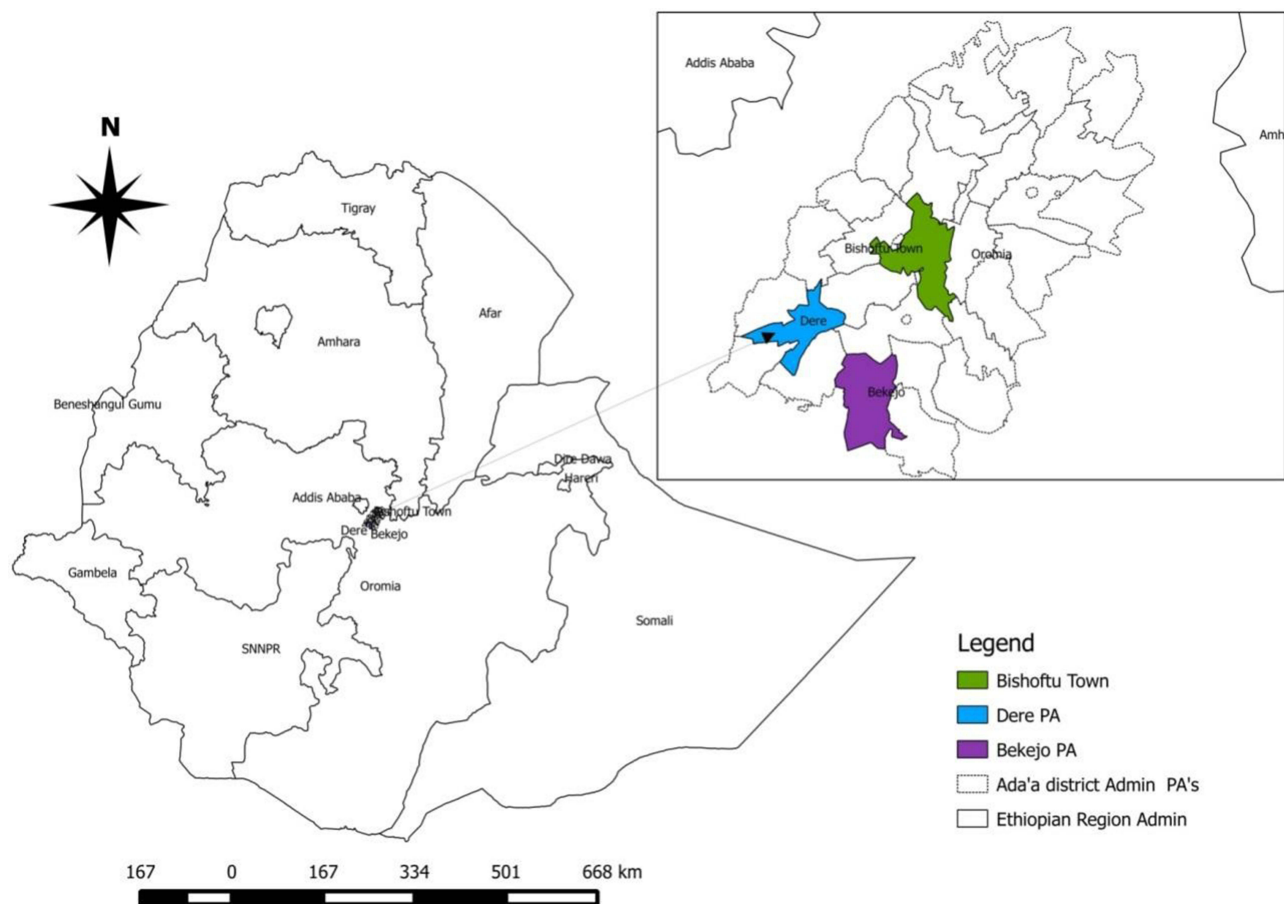 N
Tigray
Afar
Amhara
Beneshangul Gumu
Dire Dawa
Hareri
Addis Ababa
Bishoftu Town
Dere
Bekejo
Gambela
Oromia
Somali
SNNPR
Addis Ababa
Amh
Bishoftu Town
Oromia
Dere
Bekejo
Legend
Bishoftu Town
Dere PA
Bekejo PA
Ada'a district Admin PA's
Ethiopian Region Admin
167 0 167 334 501 668 km